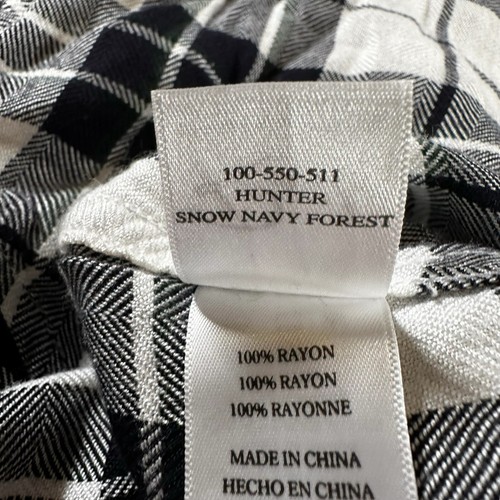 100-550-511
HUNTER
SNOW NAVY FOREST
100% RAYON
100% RAYON
100% RAYONNE
MADE IN CHINA
HECHO EN CHINA